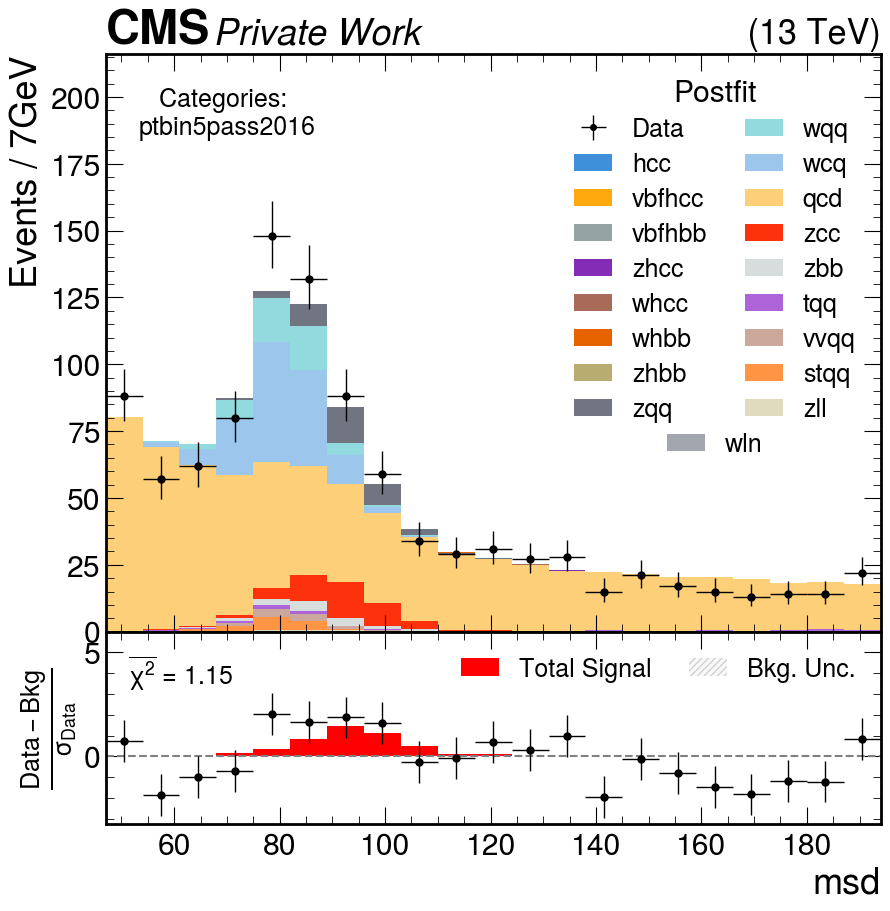 CMS Private Work (13 TeV)
Events / 7GeV
200
175
150
125
100
75
50
25
0
Categories:
ptbin5pass2016
Postfit
Data
hcc
vbfhcc
vbfhbb
zhcc
whcc
whbb
zhbb
zqq
wqq
wcq
qcd
zcc
zbb
tqq
vvqq
stqq
zll
wln
Data – Bkg
σData
5
0
χ² = 1.15
Total Signal
Bkg. Unc.
60 80 100 120 140 160 180
msd